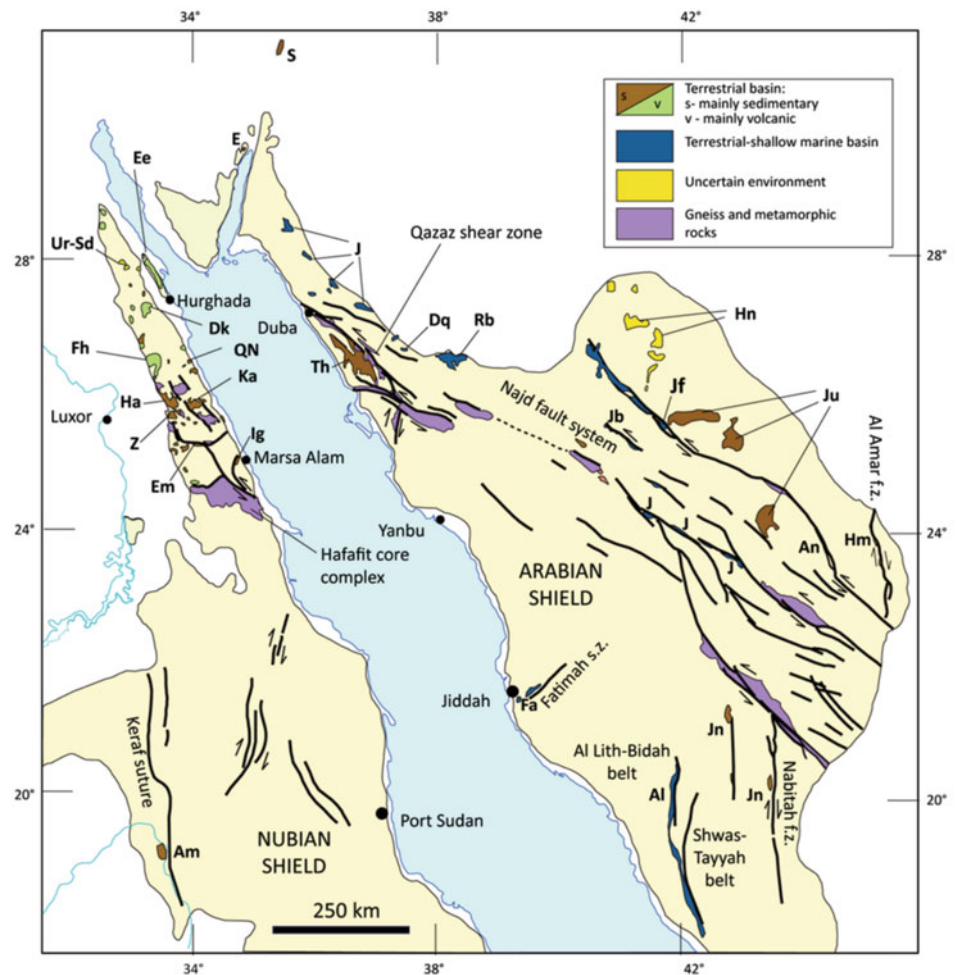 34°
38°
42°
S
s
v
Terrestrial basin:
s- mainly sedimentary
v - mainly volcanic
Terrestrial-shallow marine basin
Uncertain environment
Gneiss and metamorphic
rocks
E
Ee
Ur-Sd
J
Qazaz shear zone
28°
28°
Hurghada
Duba
Dk
Dq
Rb
Hn
Fh
QN
Th
Ka
Ha
Luxor
Najd fault system
Jf
Ju
Jb
Z
Ig
Marsa Alam
Em
Al Amar f.z.
24°
24°
Yanbu
J
J
J
An
Hm
Hafafit core
complex
ARABIAN
SHIELD
Jiddah
Fa
Fatimah s.z.
Keraf suture
Al Lith-Bidah
belt
Jn
20°
20°
Al
Jn
Nabitah f.z.
Port Sudan
NUBIAN
SHIELD
Am
Shwas-
Tayyah
belt
250 km
34°
38°
42°